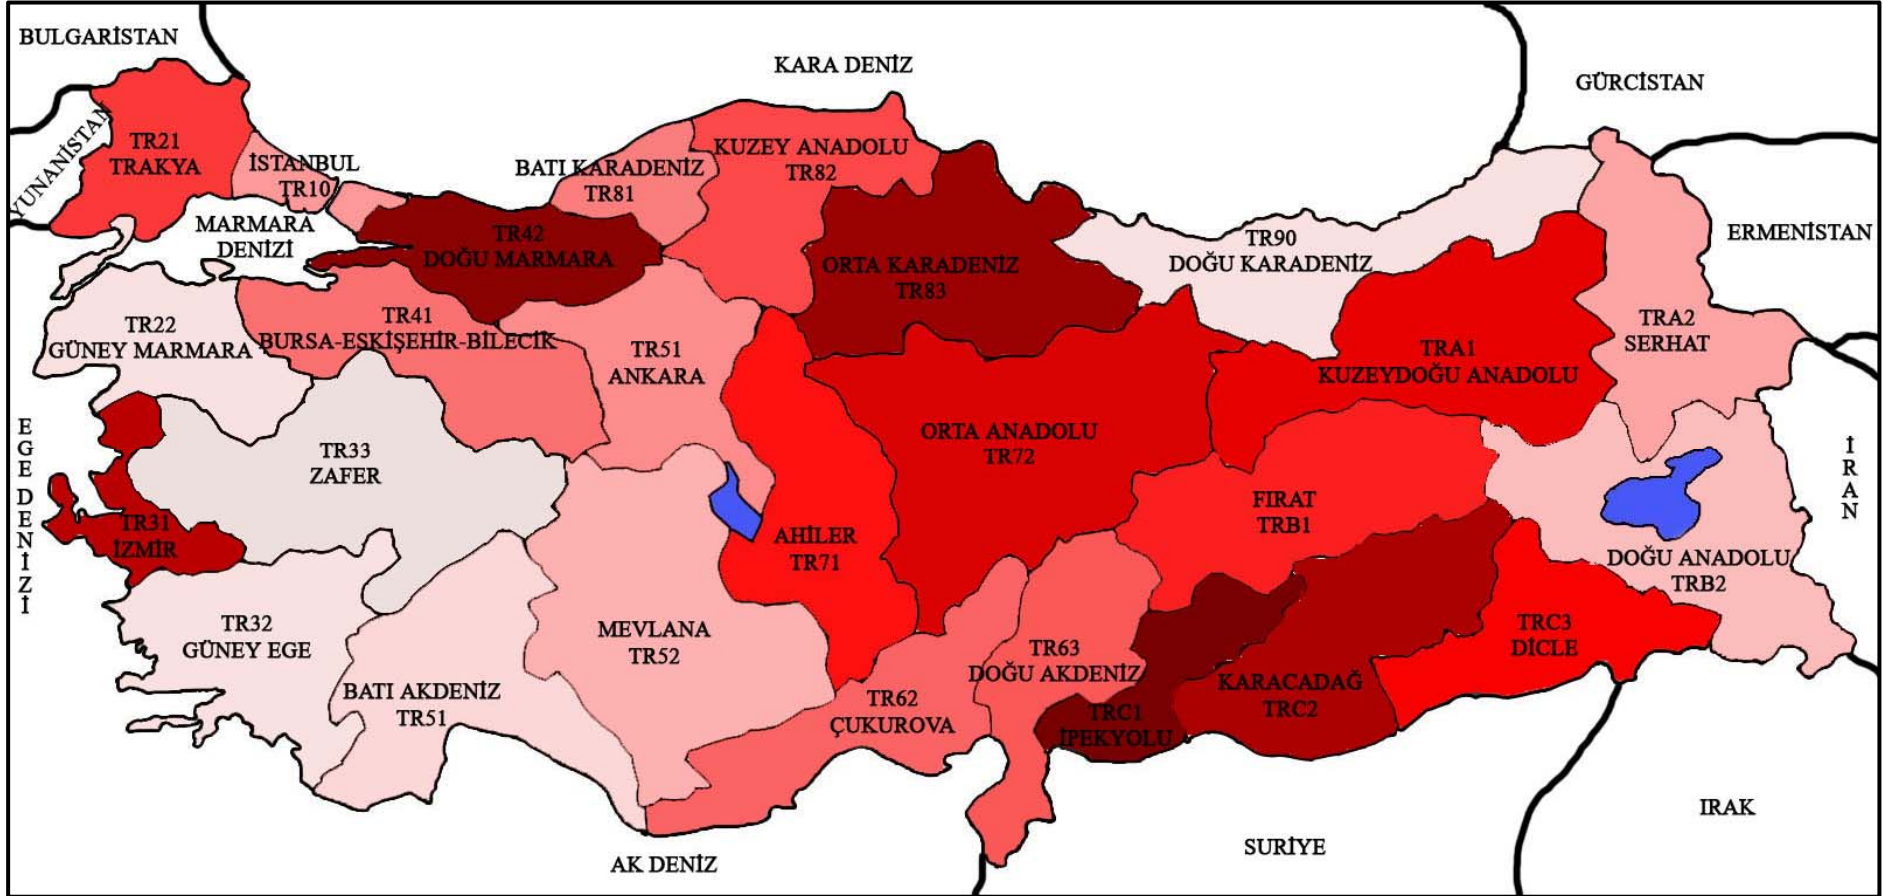 BULGARİSTAN
KARA DENİZ
GÜRCİSTAN
YUNANİSTAN
TR21
TRAKYA
İSTANBUL
TR10
BATI KARADENİZ
TR81
KUZEY ANADOLU
TR82
MARMARA
DENİZİ
TR42
DOĞU MARMARA
ORTA KARADENİZ
TR83
TR90
DOĞU KARADENİZ
ERMENİSTAN
TR22
GÜNEY MARMARA
TR41
BURSA-ESKİŞEHİR-BİLECİK
TR51
ANKARA
TRA1
KUZEYDOĞU ANADOLU
TRA2
SERHAT
EGE DENİZİ
TR33
ZAFER
ORTA ANADOLU
TR72
İRAN
TR31
İZMİR
AHİLER
TR71
FIRAT
TRB1
DOĞU ANADOLU
TRB2
TR32
GÜNEY EGE
MEVLANA
TR52
TR63
DOĞU AKDENİZ
TRC3
DİCLE
BATI AKDENİZ
TR51
TR62
ÇUKUROVA
TRC1
İPEKYOLU
KARACADAĞ
TRC2
AK DENİZ
SURİYE
IRAK